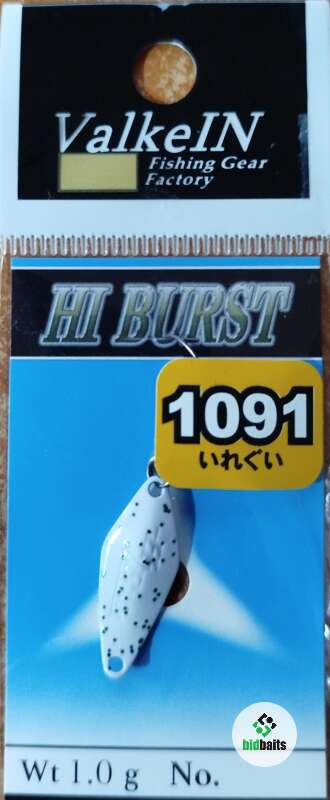 ValkeIN
Fishing Gear
Factory
HI BURST
1091
いれぐい
Wt 1.0 g No.
bidbaits